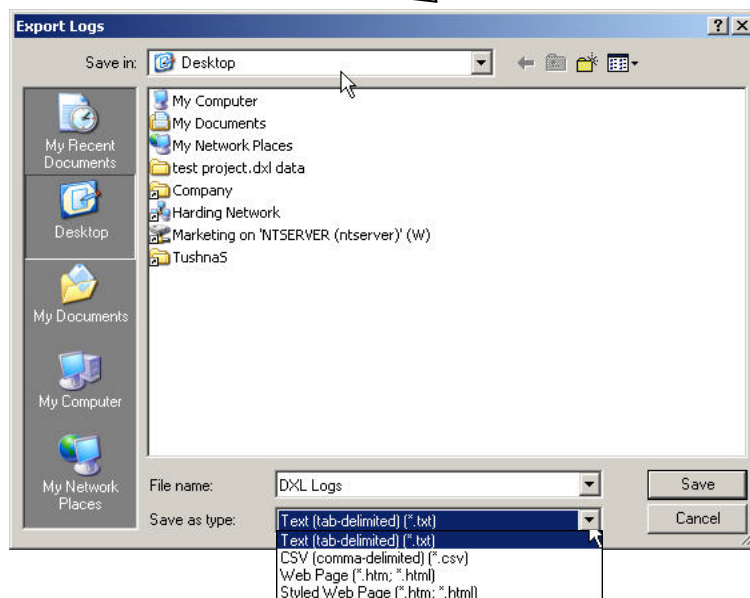 Export Logs
Save in: Desktop
My Recent
Documents
Desktop
My Documents
My Computer
My Network
Places
My Computer
My Documents
My Network Places
test project.dxl data
Company
Harding Network
Marketing on 'NTSERVER (ntserver)' (W)
TushnaS
File name: DXL Logs
Save
Save as type: Text (tab-delimited) (*.txt)
Cancel
Text (tab-delimited) (*.txt)
CSV (comma-delimited) (*.csv)
Web Page (*.htm; *.html)
Styled Web Page (*.htm; *.html)